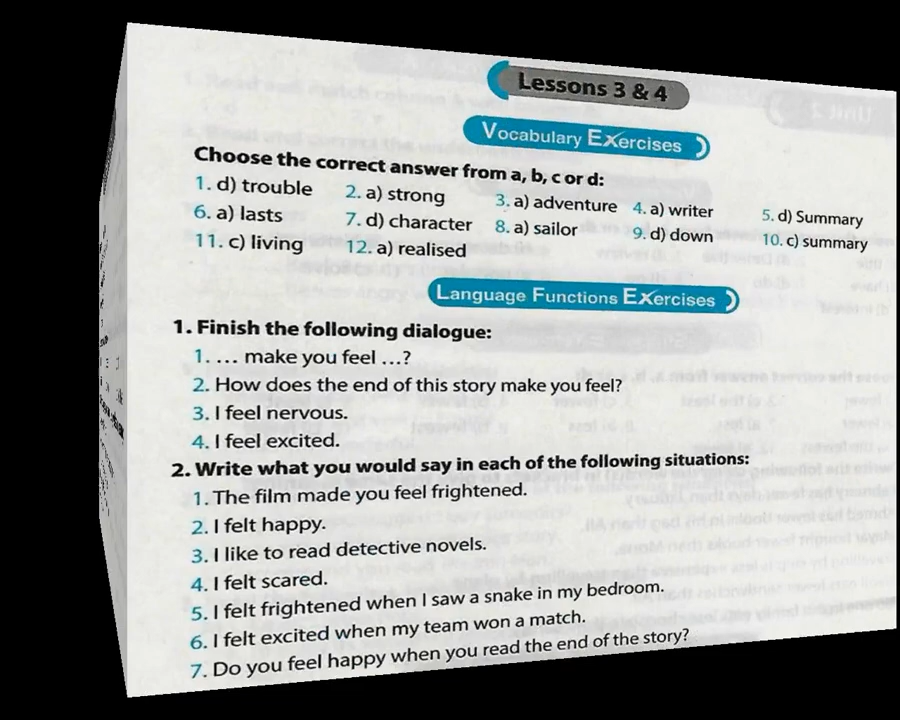 Lessons 3 & 4
Vocabulary EXercises
Choose the correct answer from a, b, c or d:
1. d) trouble 2. a) strong 3. a) adventure 4. a) writer 5. d) Summary
6. a) lasts 7. d) character 8. a) sailor 9. d) down 10. c) summary
11. c) living 12. a) realised
Language Functions EXercises
1. Finish the following dialogue:
1. ... make you feel ...?
2. How does the end of this story make you feel?
3. I feel nervous.
4. I feel excited.
2. Write what you would say in each of the following situations:
1. The film made you feel frightened.
2. I felt happy.
3. I like to read detective novels.
4. I felt scared.
5. I felt frightened when I saw a snake in my bedroom.
6. I felt excited when my team won a match.
7. Do you feel happy when you read the end of the story?